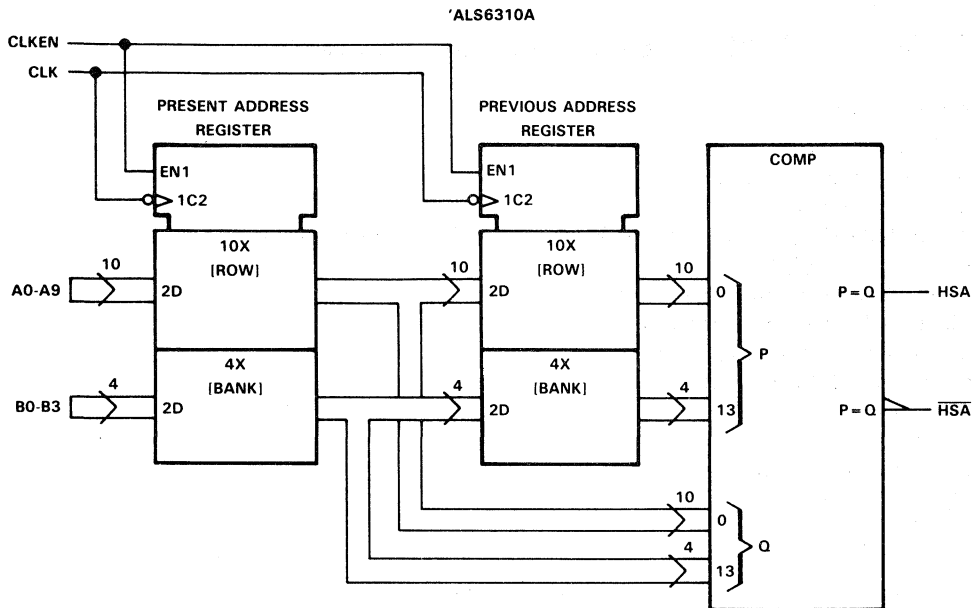 'ALS6310A
CLKEN
CLK
PRESENT ADDRESS
REGISTER
PREVIOUS ADDRESS
REGISTER
COMP
EN1
1C2
EN1
1C2
10X
[ROW]
10X
[ROW]
A0-A9
10
2D
10
2D
10
0
P
P=Q
HSA
4X
[BANK]
4X
[BANK]
B0-B3
4
2D
4
2D
4
13
P=Q
HSA
10
0
Q
4
13